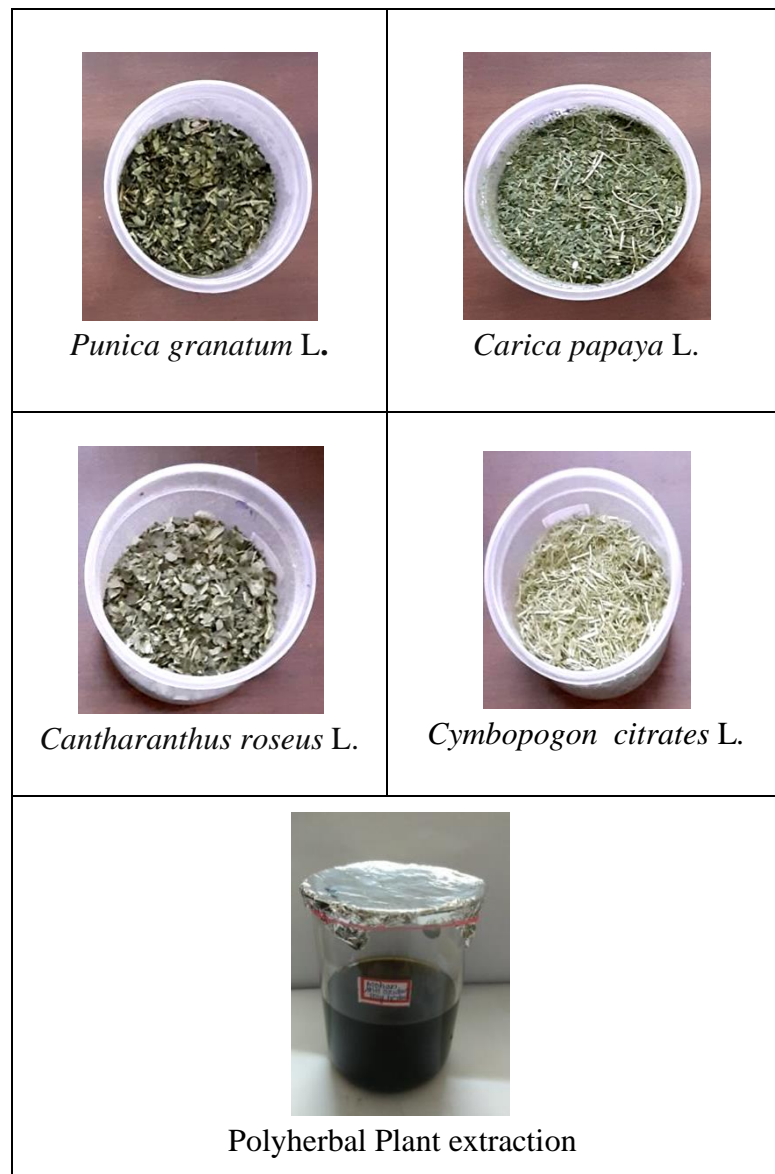 Punica granatum L.
Carica papaya L.
Cantharanthus roseus L.
Cymbopogon citrates L.
Polyherbal Plant extraction